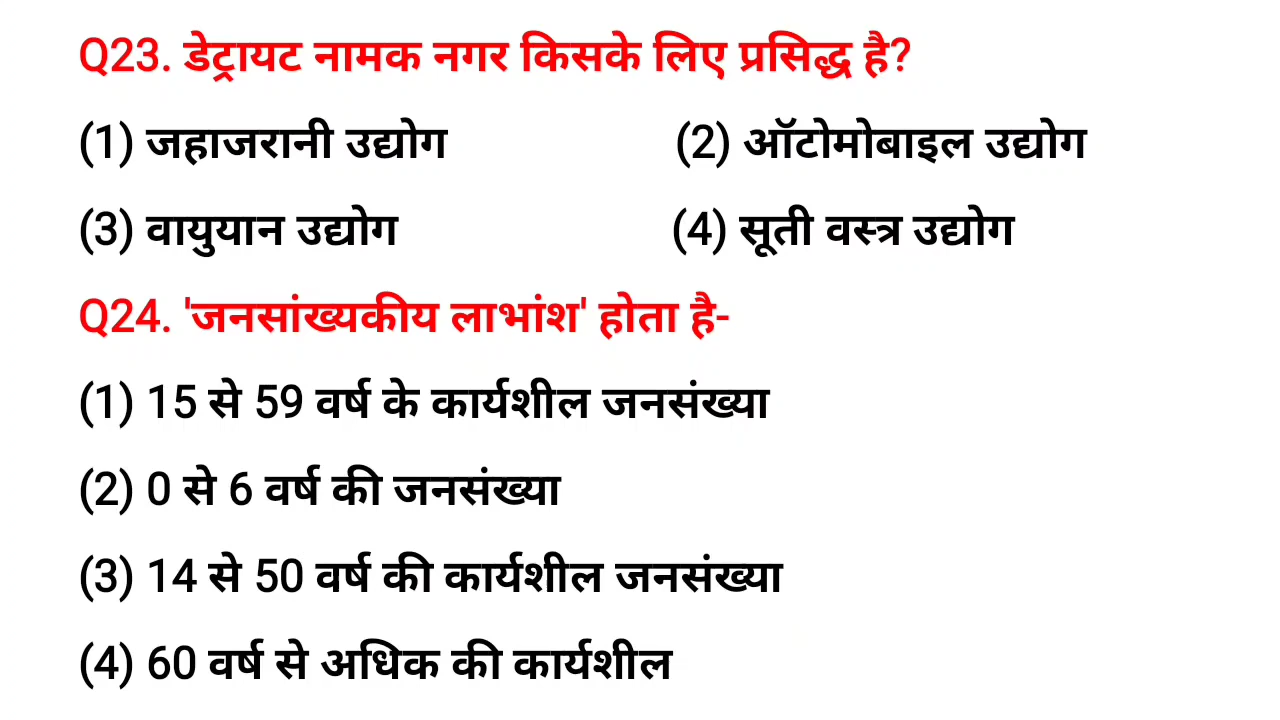 Q23. डेट्रायट नामक नगर किसके लिए प्रसिद्ध है?
(1) जहाजरानी उद्योग (2) ऑटोमोबाइल उद्योग
(3) वायुयान उद्योग (4) सूती वस्त्र उद्योग
Q24. 'जनसांख्यकीय लाभांश' होता है-
(1) 15 से 59 वर्ष के कार्यशील जनसंख्या
(2) 0 से 6 वर्ष की जनसंख्या
(3) 14 से 50 वर्ष की कार्यशील जनसंख्या
(4) 60 वर्ष से अधिक की कार्यशील